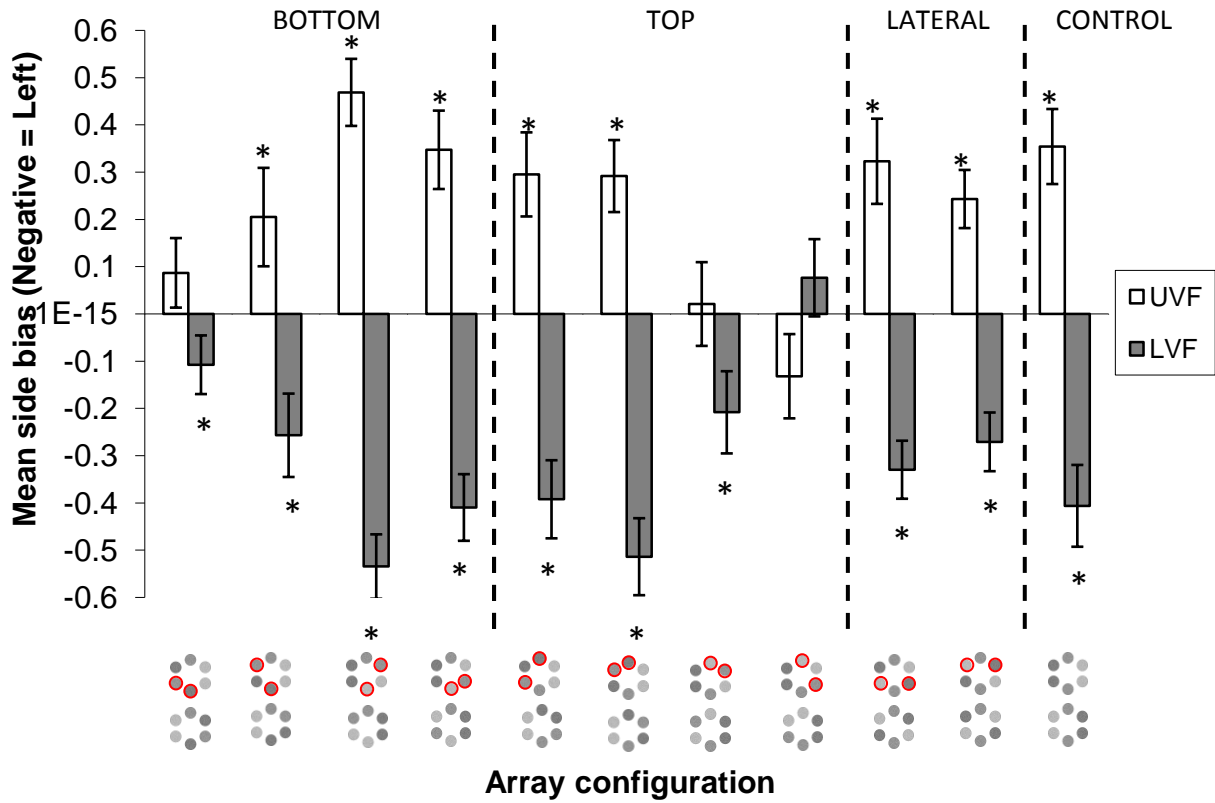 BOTTOM TOP LATERAL CONTROL
Mean side bias (Negative = Left)
0.6
0.5
0.4
0.3
0.2
0.1
1E-15
-0.1
-0.2
-0.3
-0.4
-0.5
-0.6
* * * * * * * * *
* * * * * * * * * *
UVF
LVF
Array configuration